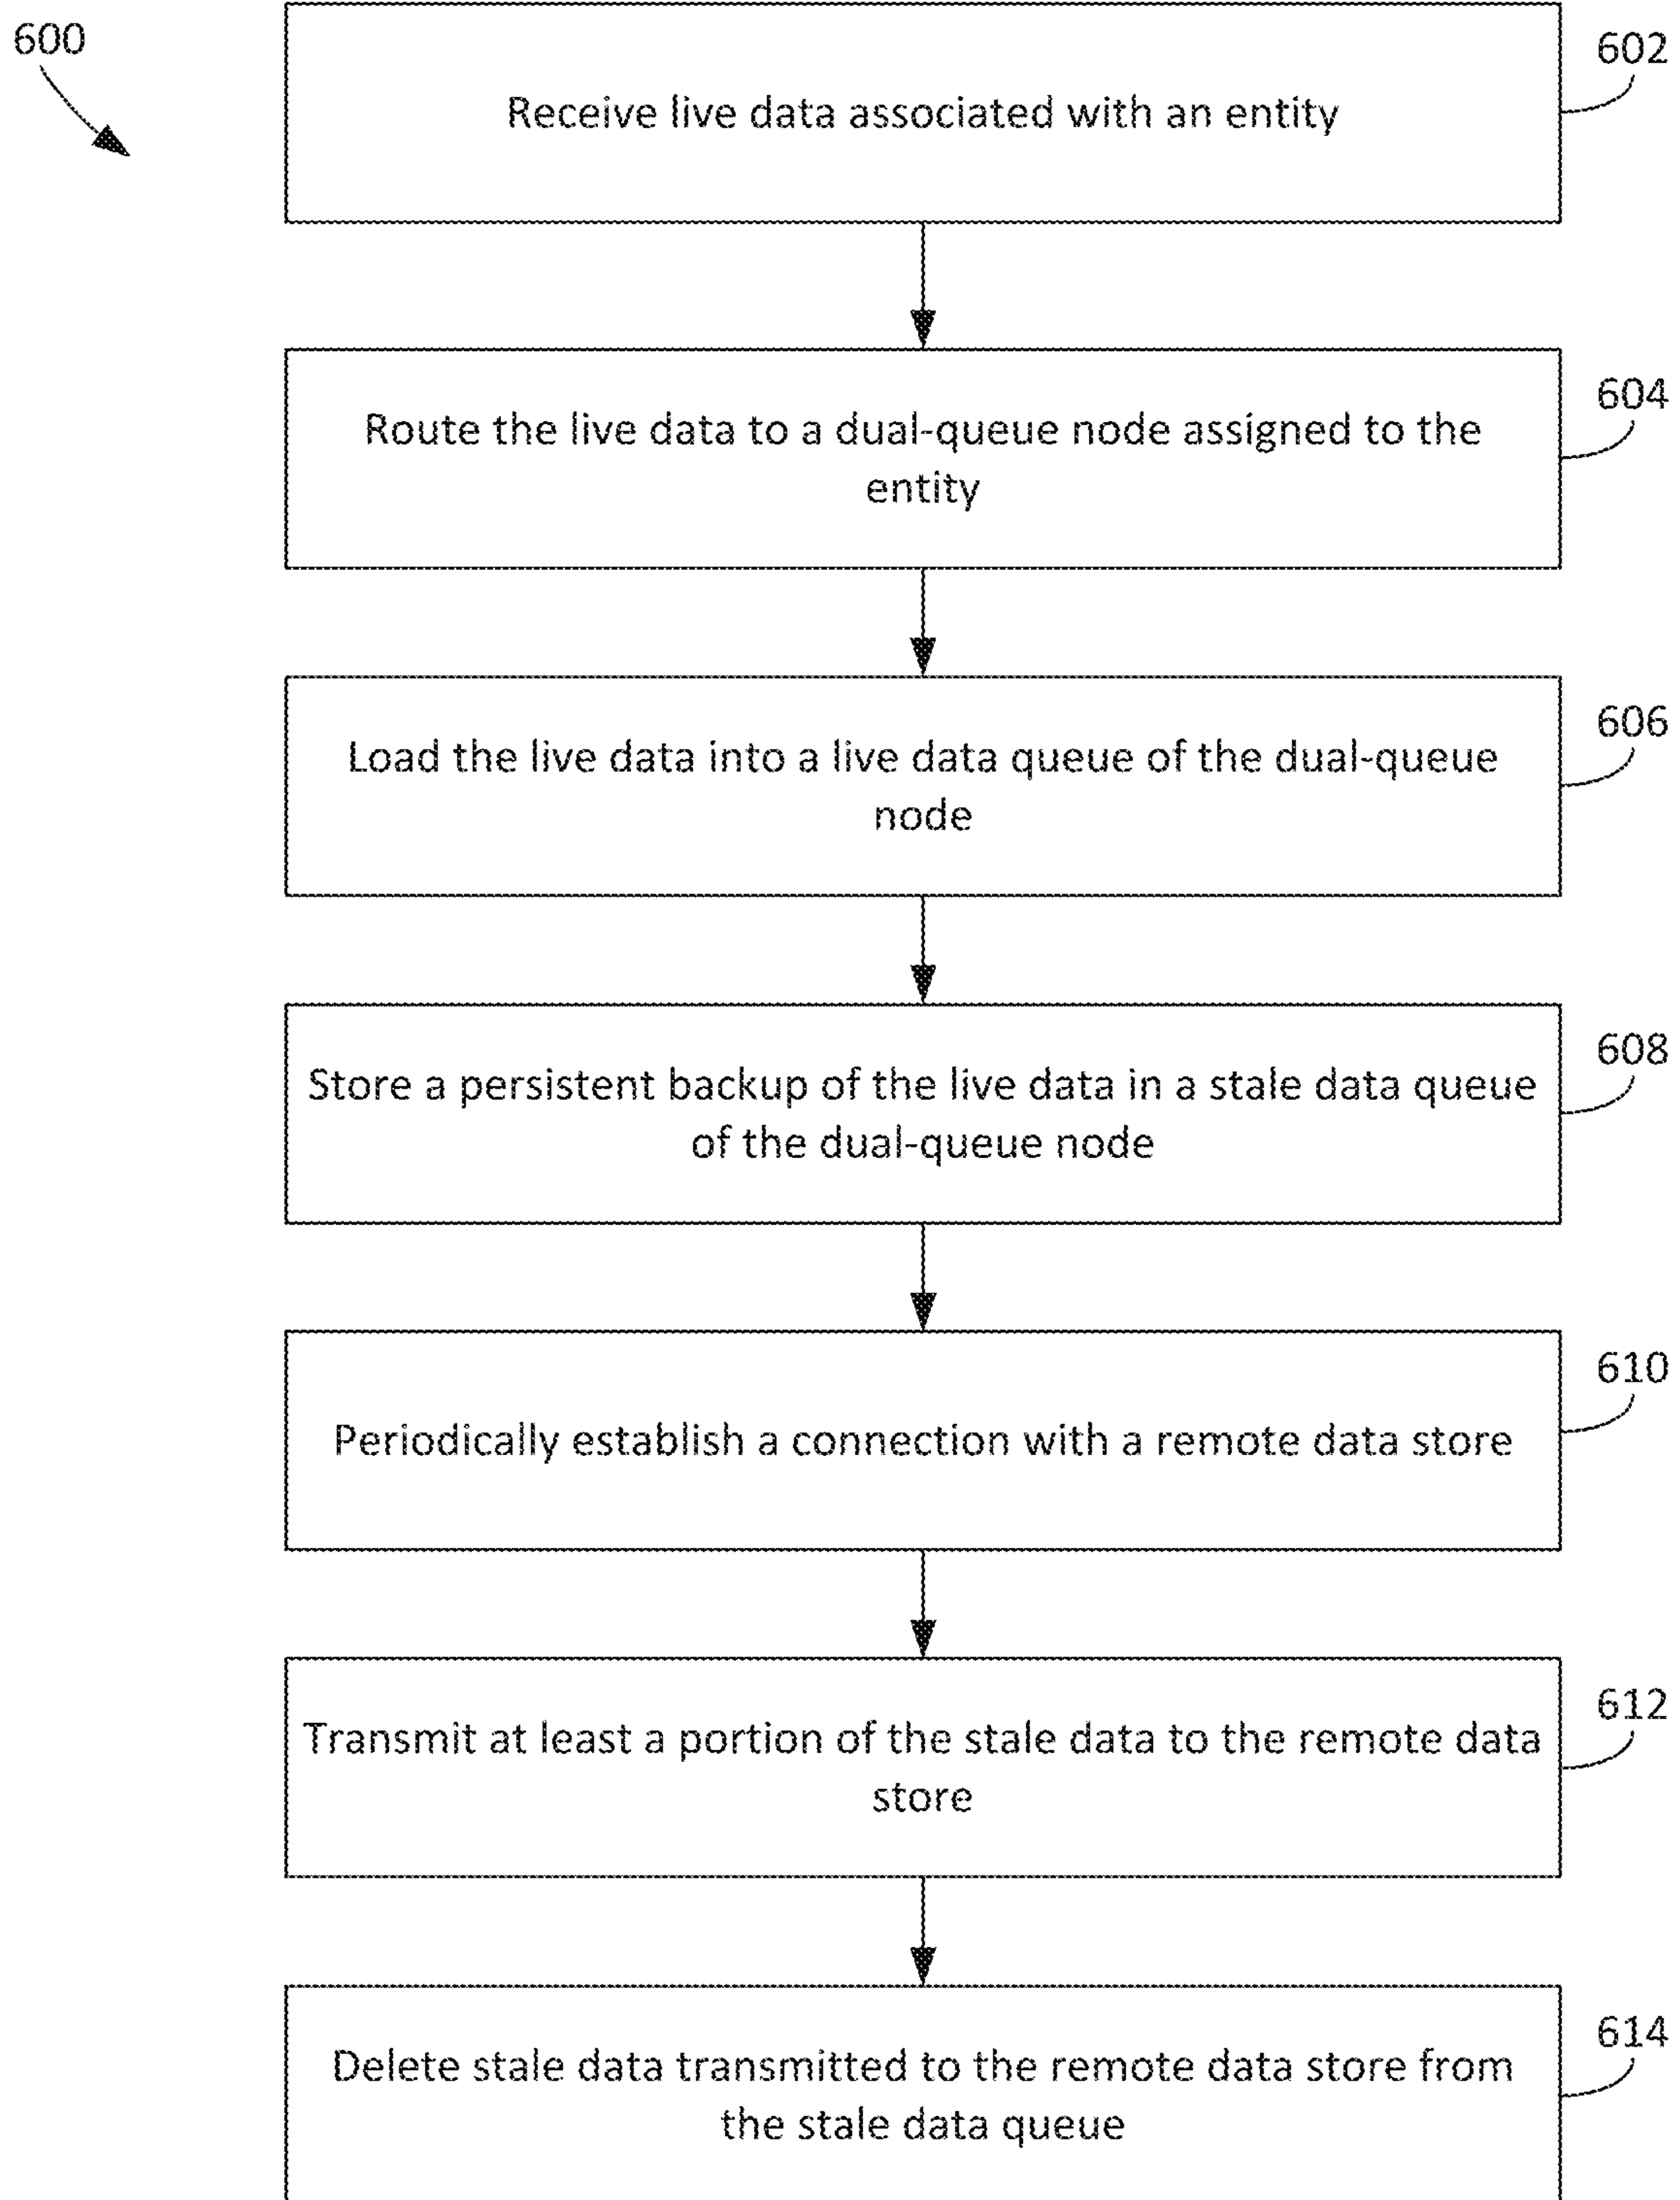 600
602
Receive live data associated with an entity
604
Route the live data to a dual-queue node assigned to the
entity
606
Load the live data into a live data queue of the dual-queue
node
608
Store a persistent backup of the live data in a stale data queue
of the dual-queue node
610
Periodically establish a connection with a remote data store
612
Transmit at least a portion of the stale data to the remote data
store
614
Delete stale data transmitted to the remote data store from
the stale data queue